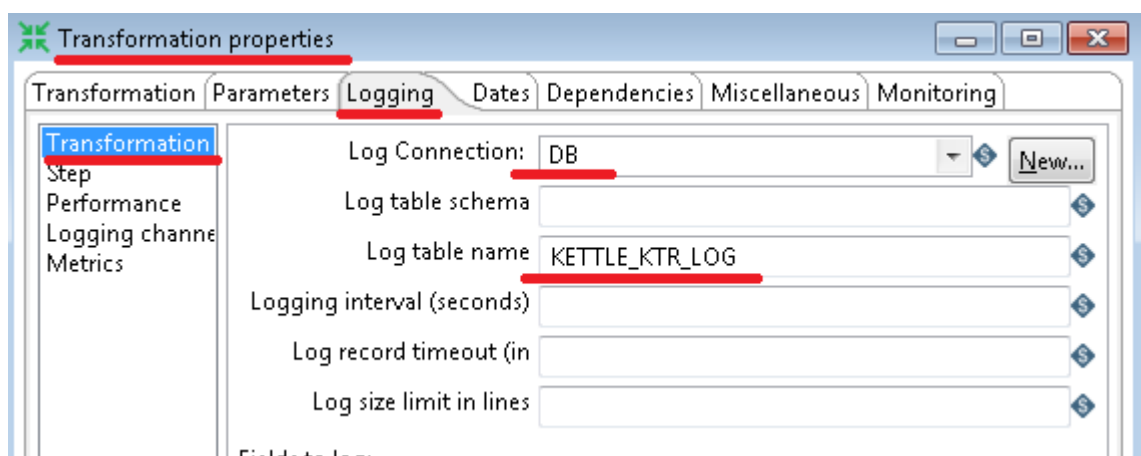 Transformation properties
Transformation Parameters Logging Dates Dependencies Miscellaneous Monitoring
Transformation
Step
Performance
Logging channe
Metrics
Log Connection: DB New...
Log table schema
Log table name KETTLE_KTR_LOG
Logging interval (seconds)
Log record timeout (in
Log size limit in lines